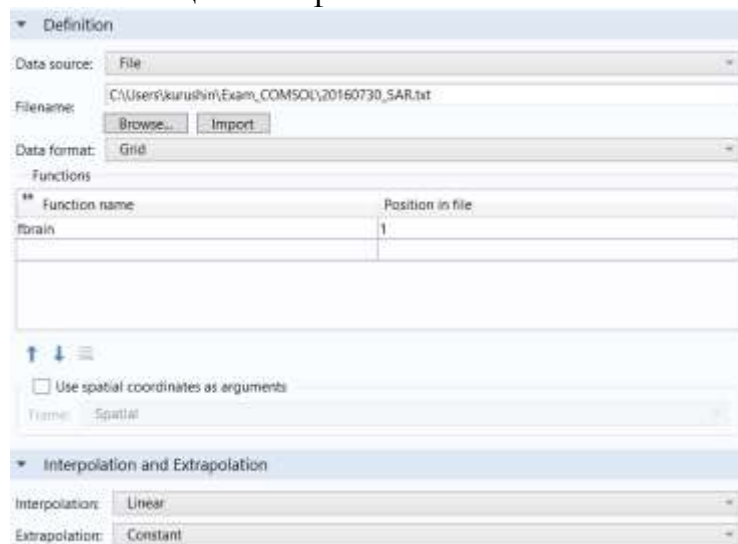 Definition
Data source: File
Filename: C:\Users\kurushin\Exam_COMSOL\20160730_SAR.txt
Browse... Import
Data format: Grid
Functions
** Function name Position in file
fbrain 1
Use spatial coordinates as arguments
Frame: Spatial
Interpolation and Extrapolation
Interpolation: Linear
Extrapolation: Constant